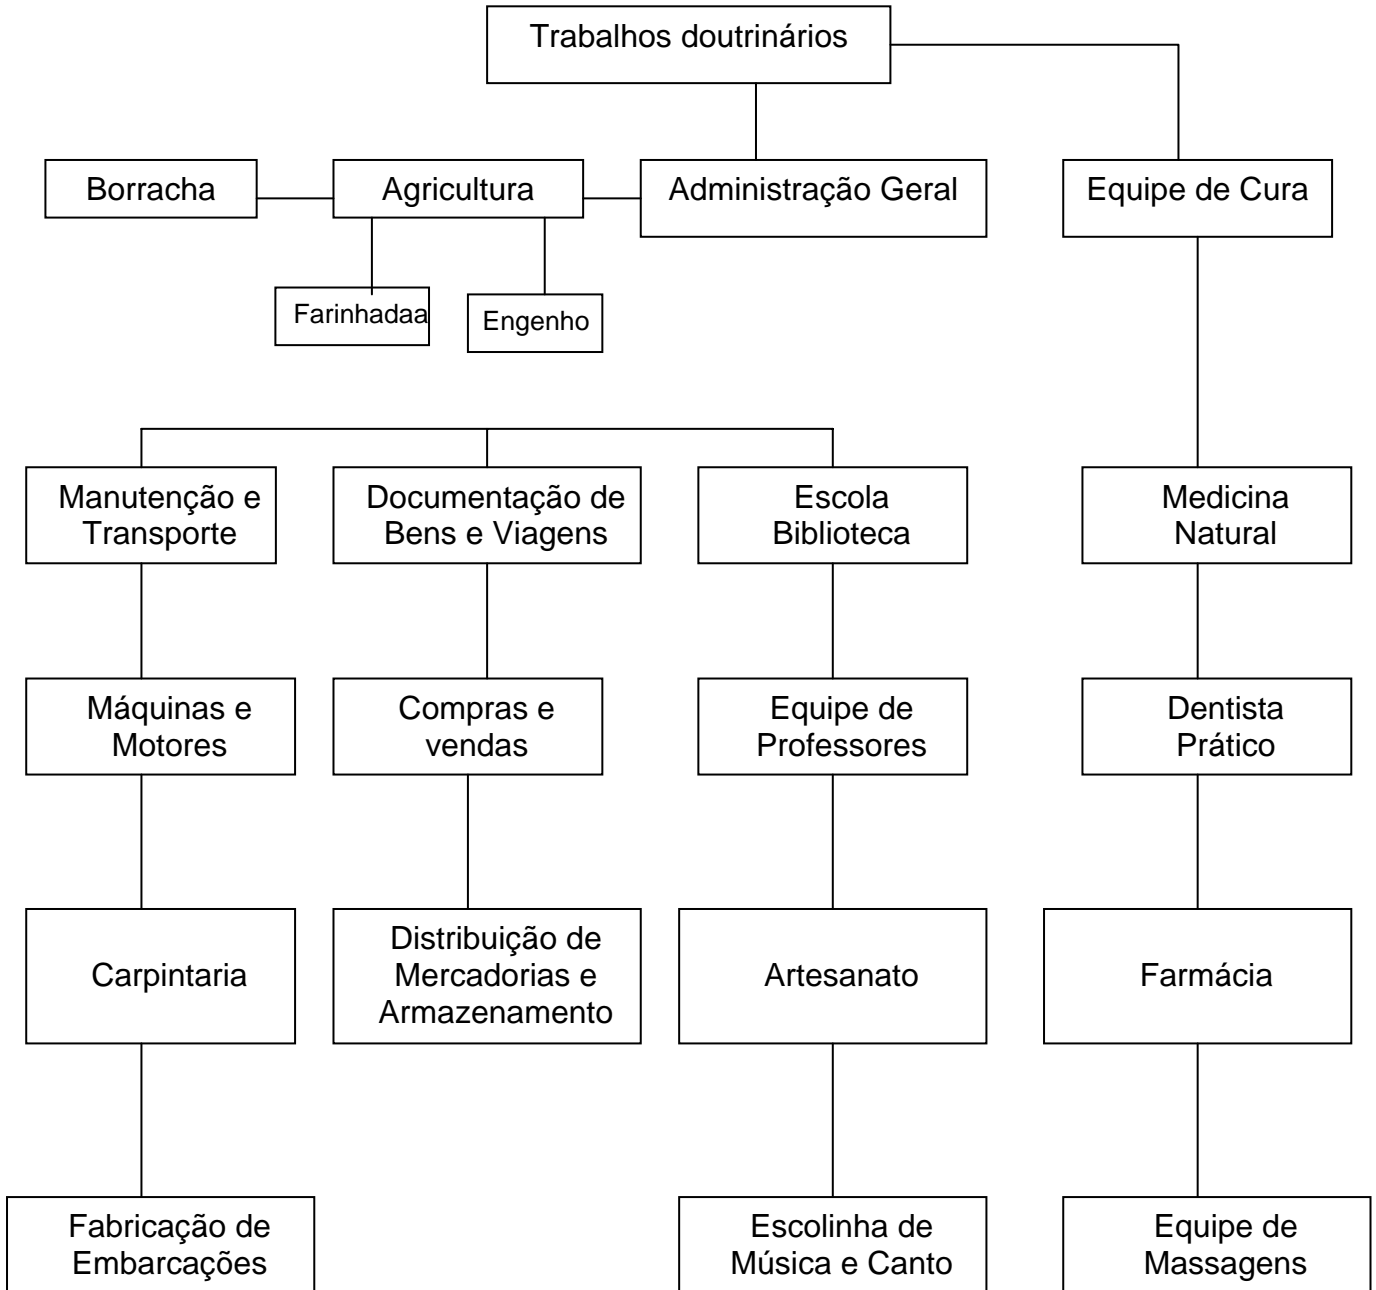 Trabalhos doutrinários
Borracha
Agricultura
Administração Geral
Equipe de Cura
Farinhadaa
Engenho
Manutenção e
Transporte
Documentação de
Bens e Viagens
Escola
Biblioteca
Medicina
Natural
Máquinas e
Motores
Compras e
vendas
Equipe de
Professores
Dentista
Prático
Carpintaria
Distribuição de
Mercadorias e
Armazenamento
Artesanato
Farmácia
Fabricação de
Embarcações
Escolinha de
Música e Canto
Equipe de
Massagens